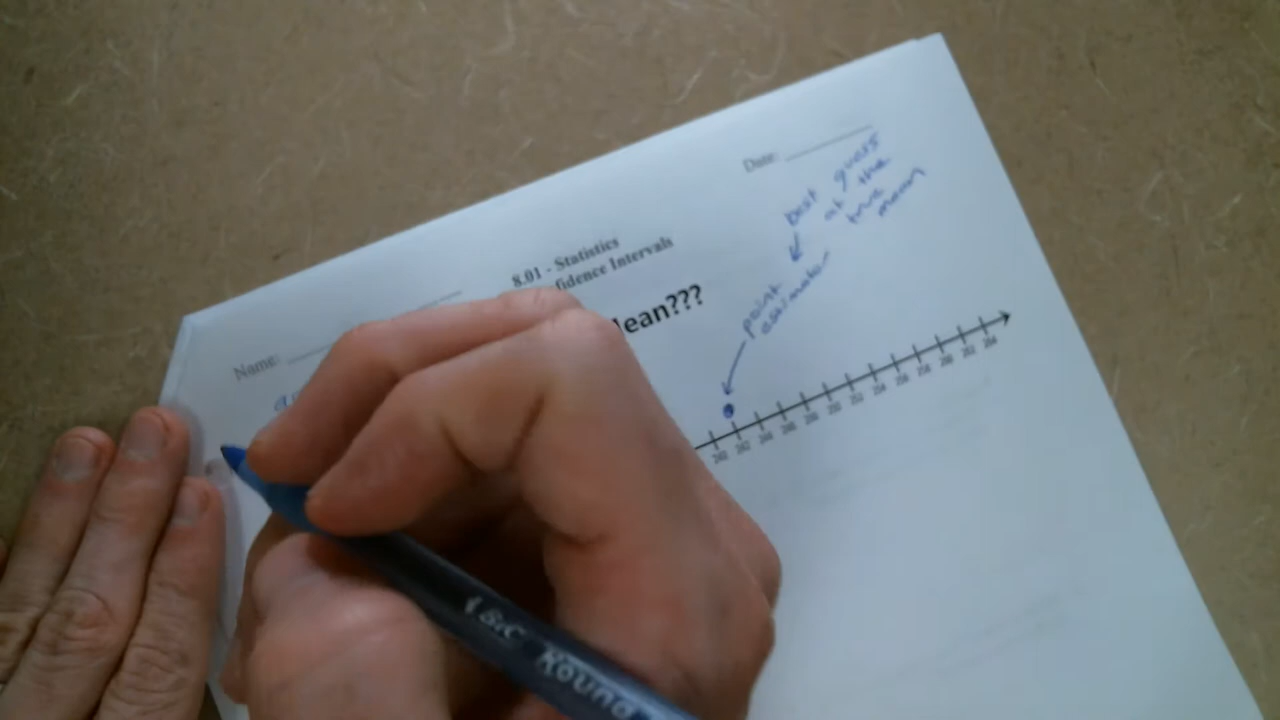 Date:
best guess
at the
true
mean
8.01 - Statistics
fidence Intervals
Mean???
point
estimator
Name:
240 242 244 246 248 250 252 254 256 258 260 262 264
BIC Round